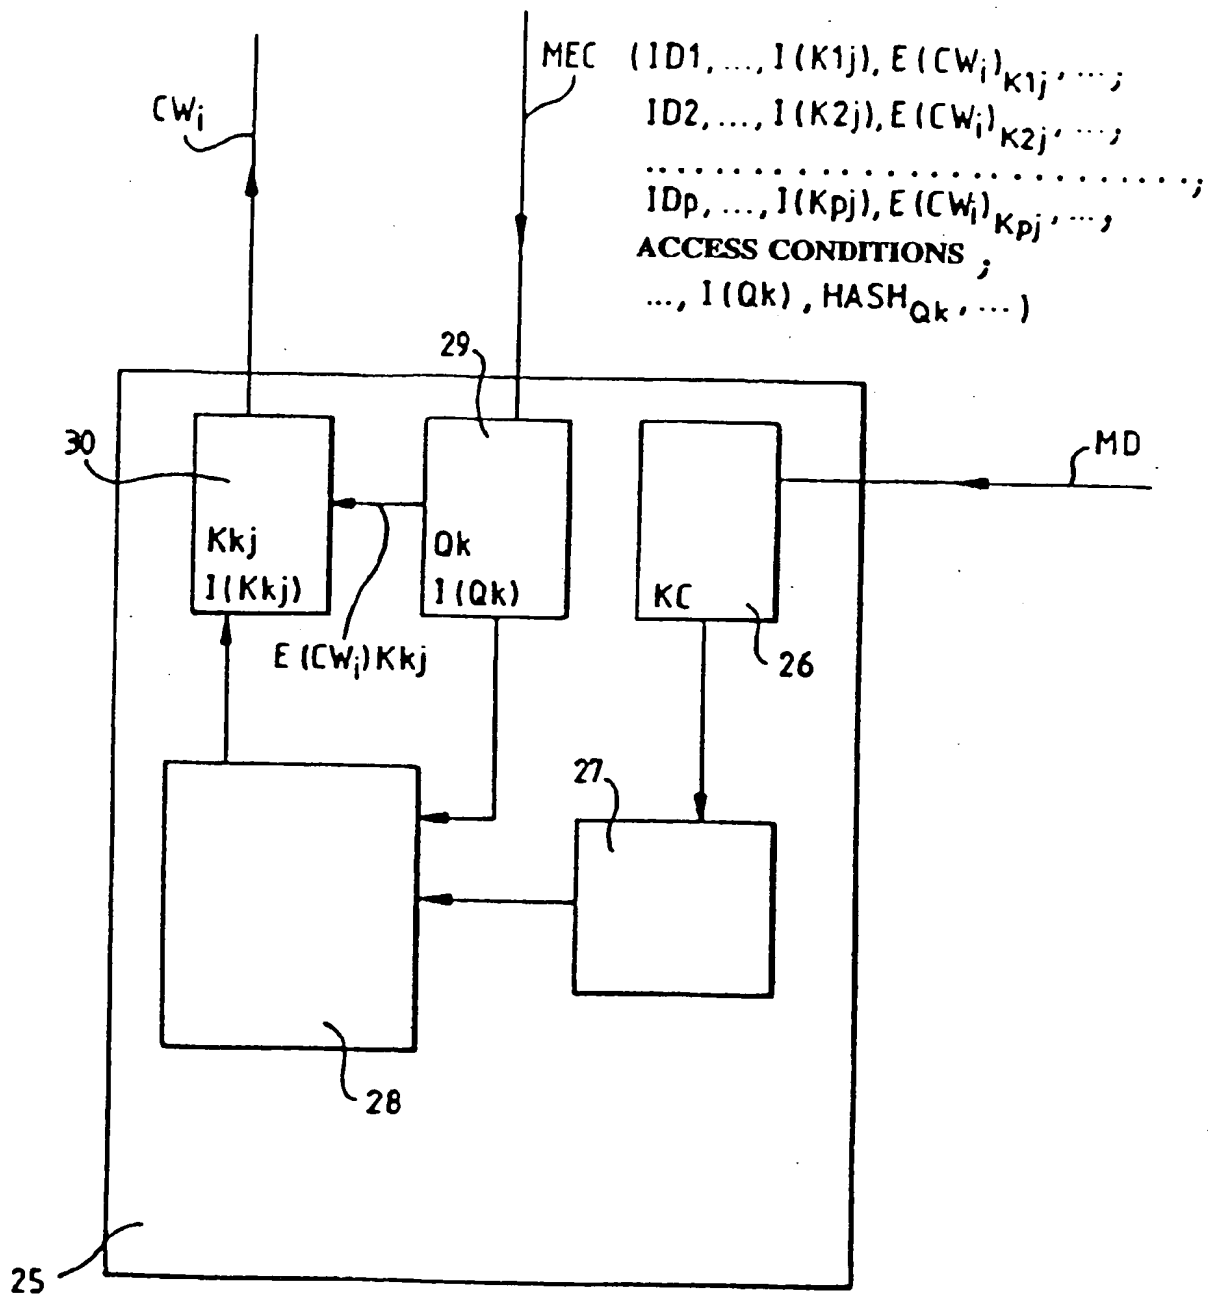 MEC (ID1, ..., I(K1j), E(CWi)K1j, ...;
CWi
ID2, ..., I(K2j), E(CWi)K2j, ...;
..............................;
IDp, ..., I(Kpj), E(CWi)Kpj, ...,
ACCESS CONDITIONS ;
..., I(Qk), HASHQk, ...)
29
30
MD
Kkj
I(Kkj)
Qk
I(Qk)
KC
E(CWi)Kkj
26
27
28
25